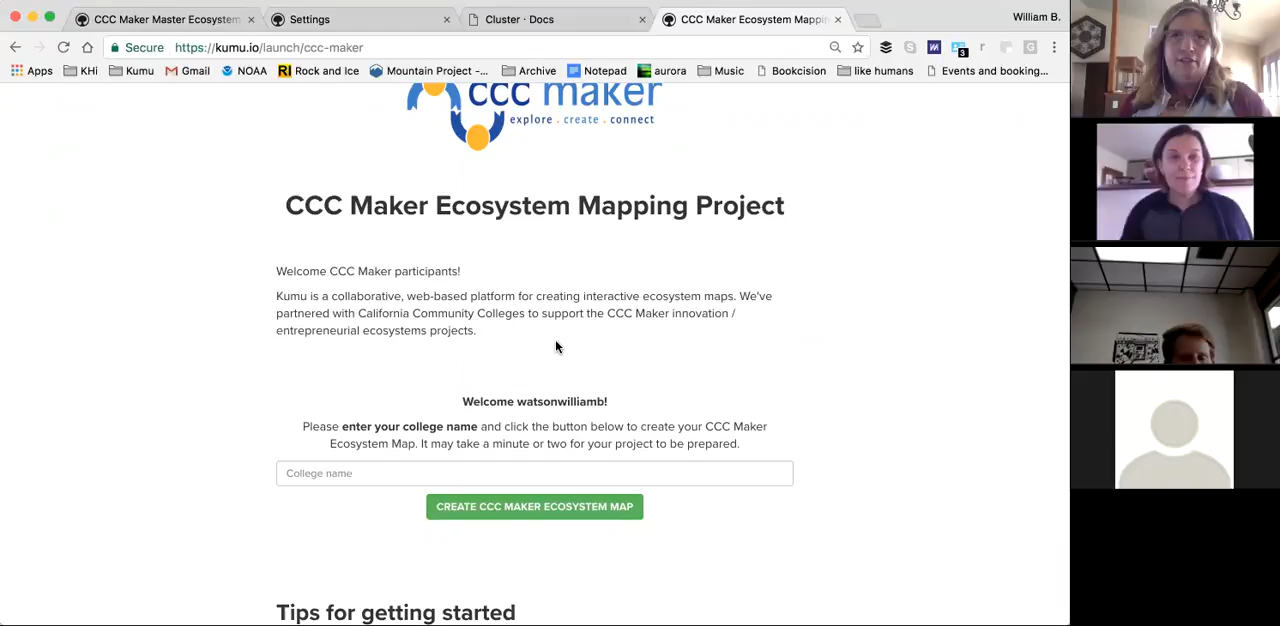 CCC Maker Master Ecosystem
Settings
Cluster · Docs
CCC Maker Ecosystem Mappin
William B.
Secure https://kumu.io/launch/ccc-maker
3
Apps KHi Kumu Gmail NOAA Rock and Ice Mountain Project -... Archive Notepad aurora Music Bookcision like humans Events and booking...
ccc maker
explore . create . connect
CCC Maker Ecosystem Mapping Project
Welcome CCC Maker participants!
Kumu is a collaborative, web-based platform for creating interactive ecosystem maps. We've
partnered with California Community Colleges to support the CCC Maker innovation /
entrepreneurial ecosystems projects.
Welcome watsonwilliamb!
Please enter your college name and click the button below to create your CCC Maker
Ecosystem Map. It may take a minute or two for your project to be prepared.
College name
CREATE CCC MAKER ECOSYSTEM MAP
Tips for getting started